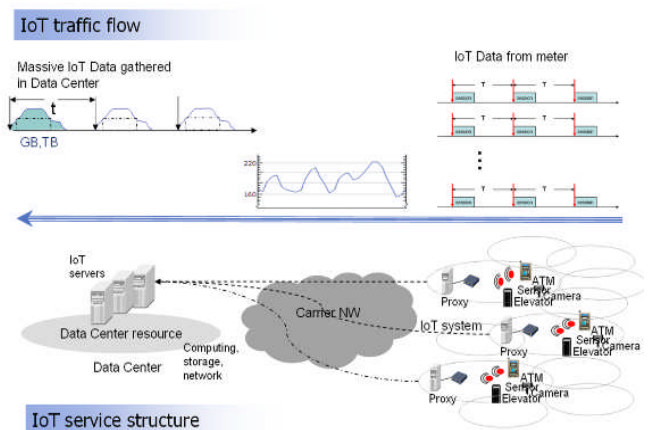 IoT traffic flow
Massive IoT Data gathered
in Data Center
t
GB,TB
IoT Data from meter
T
T
T
T
T
T
220
160
IoT
servers
Data Center resource
Data Center
Computing,
storage,
network
Carrier NW
IoT system
Proxy
ATM
Sensor
Camera
Elevator
Proxy
ATM
Sensor
Camera
Elevator
Proxy
ATM
Sensor
Camera
Elevator
IoT service structure